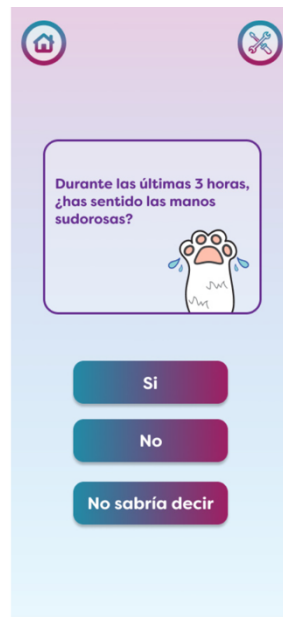 Durante las últimas 3 horas,
¿has sentido las manos
sudorosas?
Si
No
No sabría decir